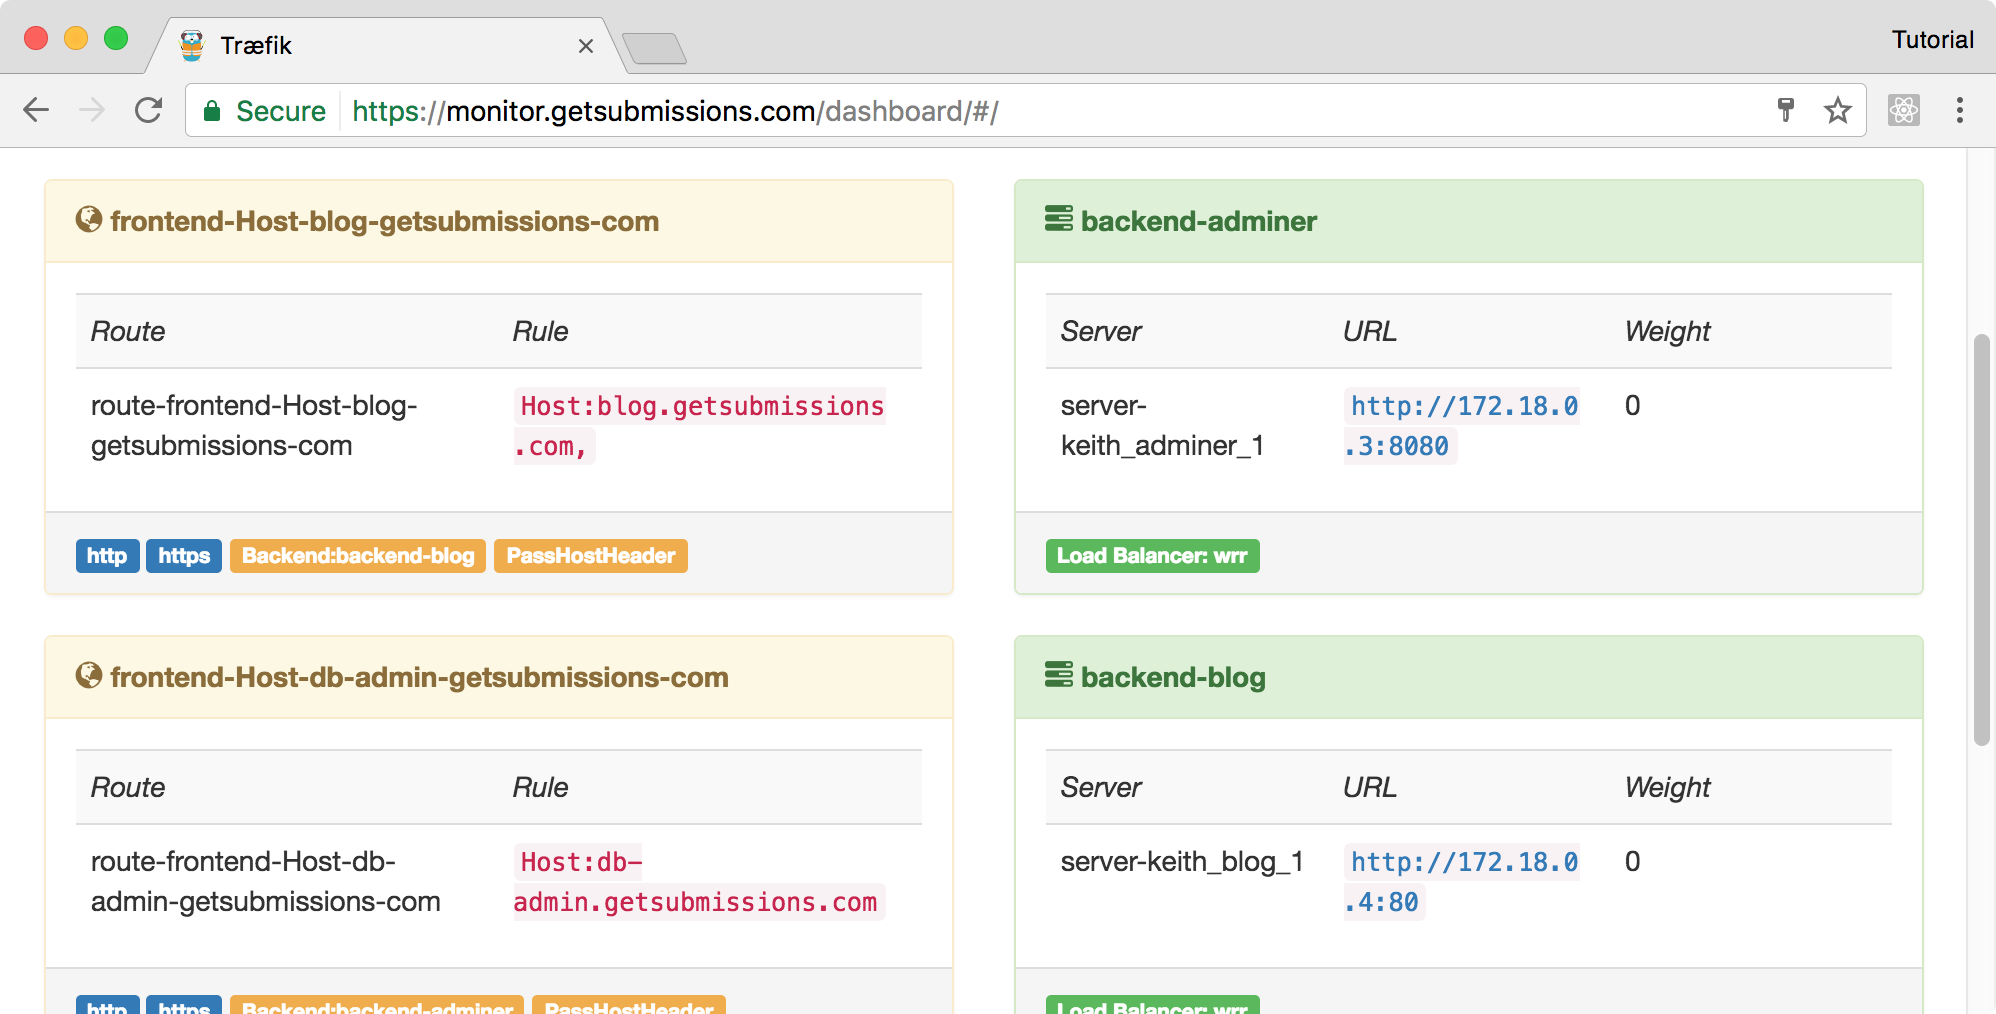 Træfik
Tutorial
Secure
https://monitor.getsubmissions.com/dashboard/#/
frontend-Host-blog-getsubmissions-com
Route Rule
route-frontend-Host-blog-
getsubmissions-com
Host:blog.getsubmissions
.com,
http https Backend:backend-blog PassHostHeader
backend-adminer
Server URL Weight
server-
keith_adminer_1
http://172.18.0
.3:8080
0
Load Balancer: wrr
frontend-Host-db-admin-getsubmissions-com
Route Rule
route-frontend-Host-db-
admin-getsubmissions-com
Host:db-
admin.getsubmissions.com
http https Backend:backend-adminer PassHostHeader
backend-blog
Server URL Weight
server-keith_blog_1
http://172.18.0
.4:80
0
Load Balancer: wrr